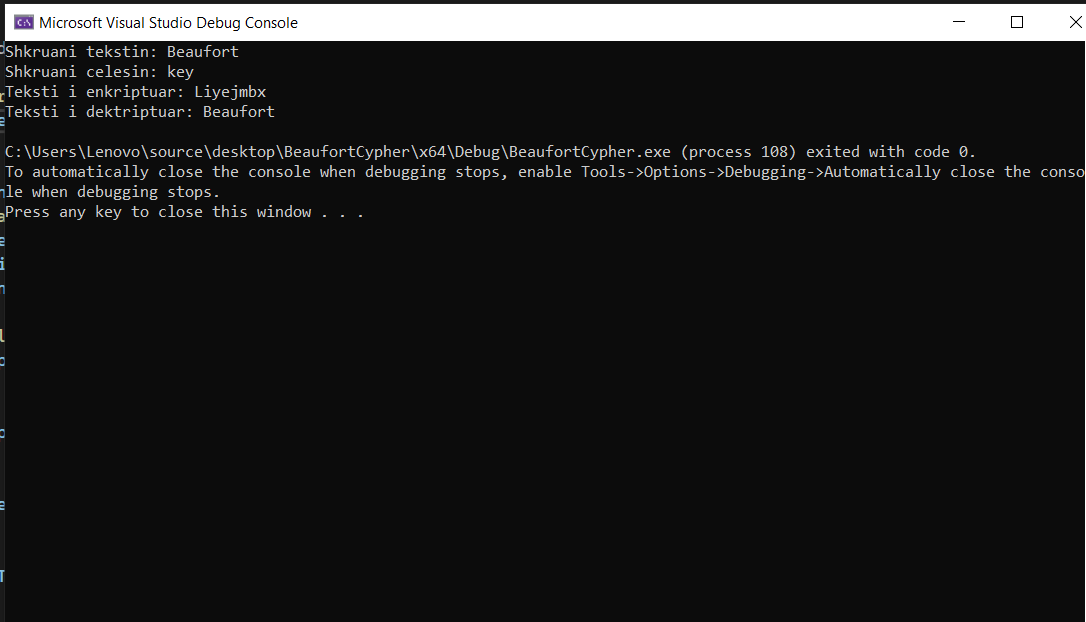 Microsoft Visual Studio Debug Console
Shkruani tekstin: Beaufort
Shkruani celesin: key
Teksti i enkriptuar: Liyejmbx
Teksti i dektriptuar: Beaufort
C:\Users\Lenovo\source\desktop\BeaufortCypher\x64\Debug\BeaufortCypher.exe (process 108) exited with code 0.
To automatically close the console when debugging stops, enable Tools->Options->Debugging->Automatically close the conso
le when debugging stops.
Press any key to close this window . . .